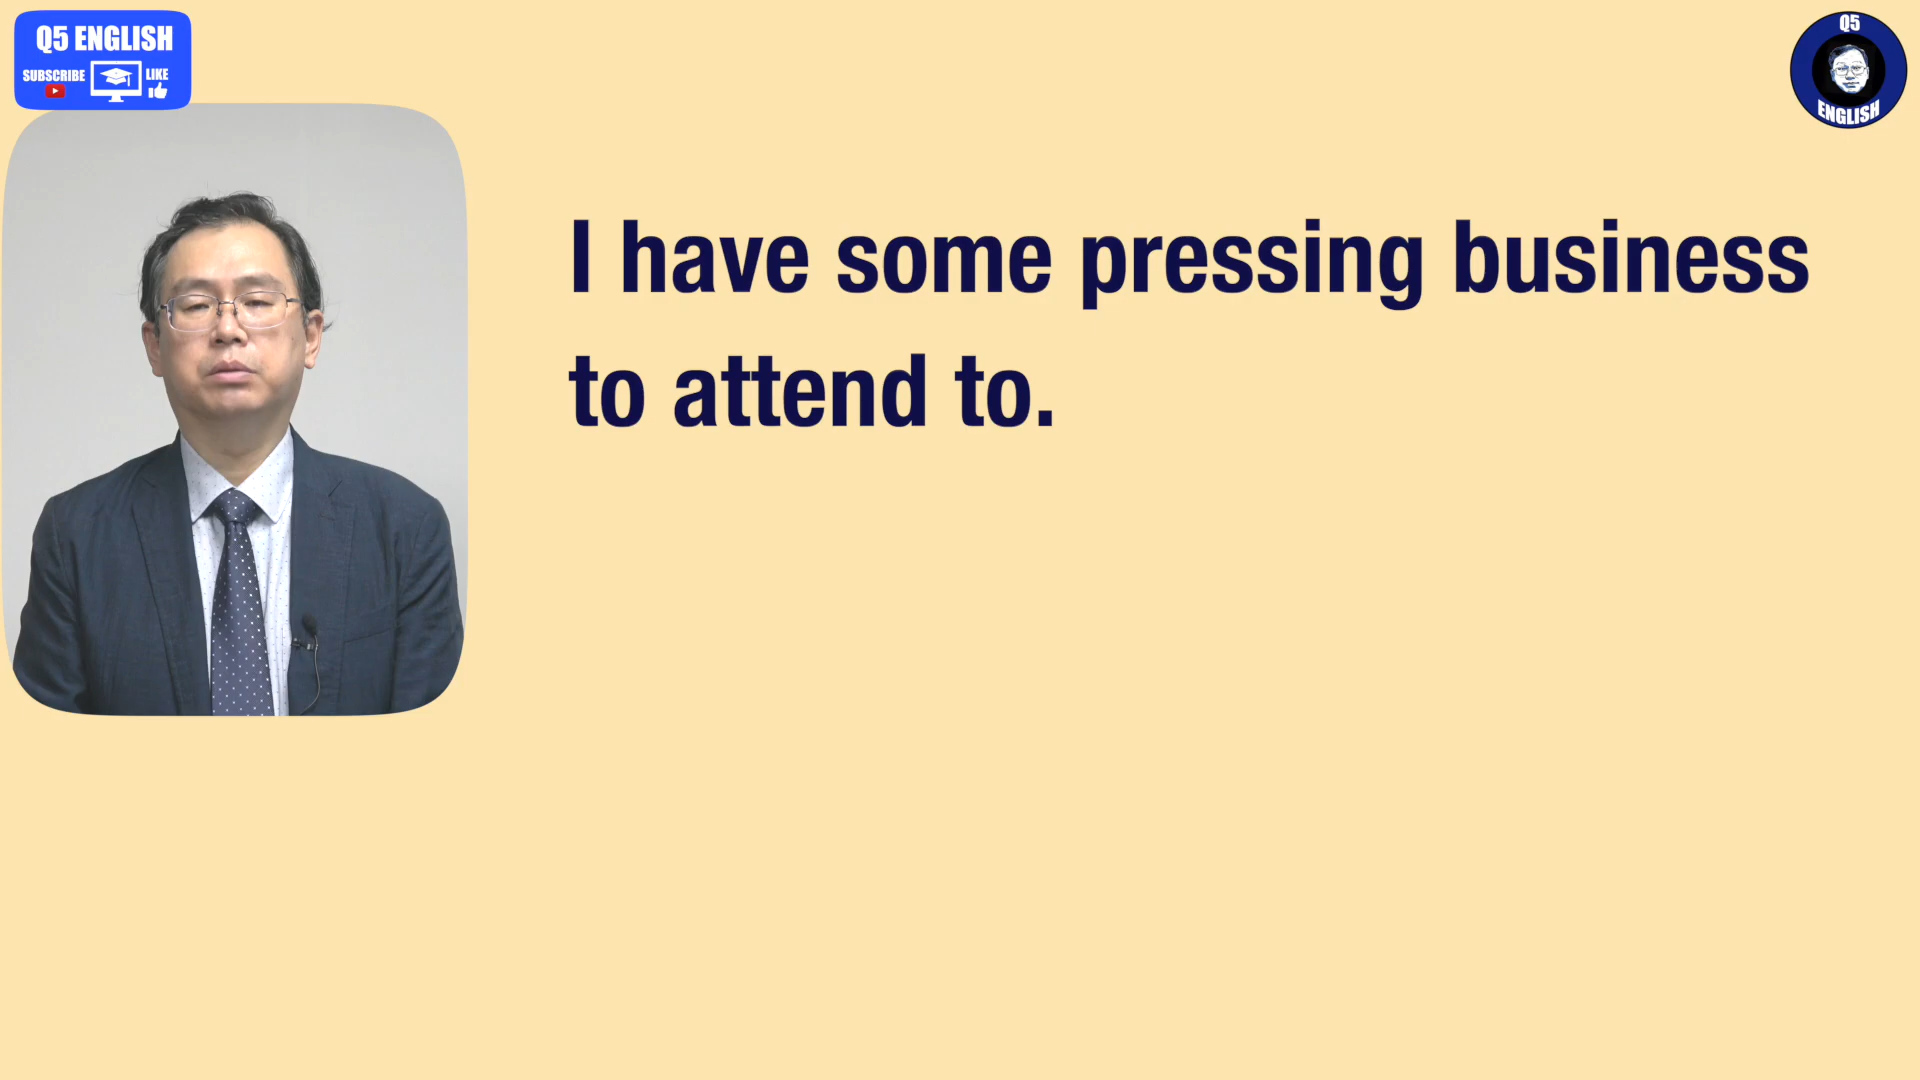 Q5 ENGLISH
SUBSCRIBE
LIKE
Q5
ENGLISH
I have some pressing business
to attend to.